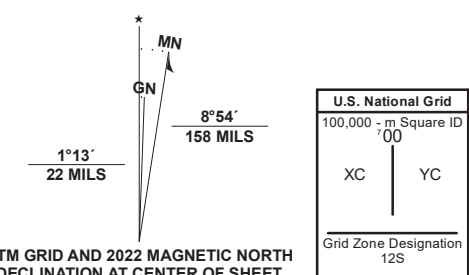 ★
MN
GN
8°54´
158 MILS
1°13´
22 MILS
TM GRID AND 2022 MAGNETIC NORTH
DECLINATION AT CENTER OF SHEET
U.S. National Grid
100,000 - m Square ID
⁷00
XC
YC
Grid Zone Designation
12S